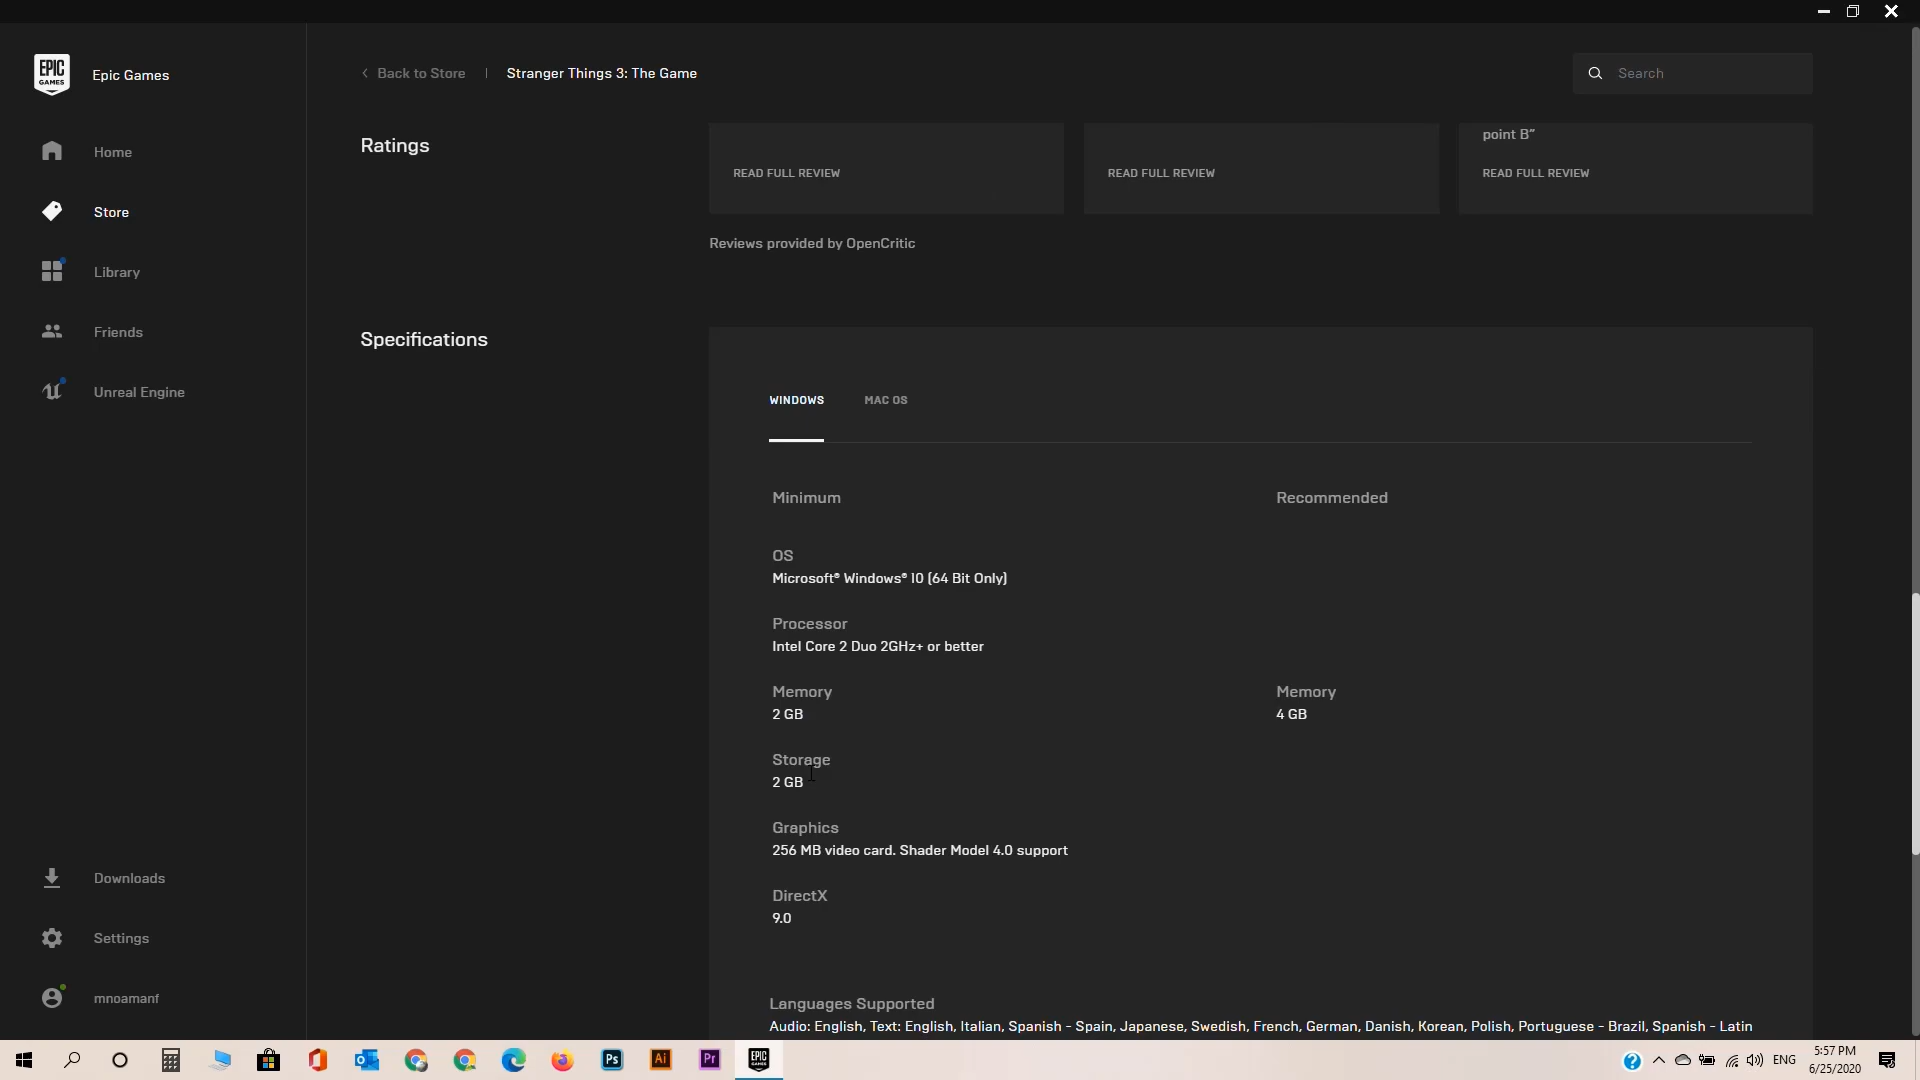 EPIC
GAMES
Epic Games
Back to Store
Stranger Things 3: The Game
Search
Home
Store
Library
Friends
Unreal Engine
Downloads
Settings
mnoamanf
Ratings
point B”
READ FULL REVIEW
READ FULL REVIEW
READ FULL REVIEW
Reviews provided by OpenCritic
Specifications
WINDOWS
MAC OS
Minimum
Recommended
OS
Microsoft® Windows® 10 (64 Bit Only)
Processor
Intel Core 2 Duo 2GHz+ or better
Memory
2 GB
Memory
4 GB
Storage
2 GB
Graphics
256 MB video card. Shader Model 4.0 support
DirectX
9.0
Languages Supported
Audio: English, Text: English, Italian, Spanish - Spain, Japanese, Swedish, French, German, Danish, Korean, Polish, Portuguese - Brazil, Spanish - Latin
Ps
Ai
Pr
EPIC
GAMES
ENG
5:57 PM
6/25/2020